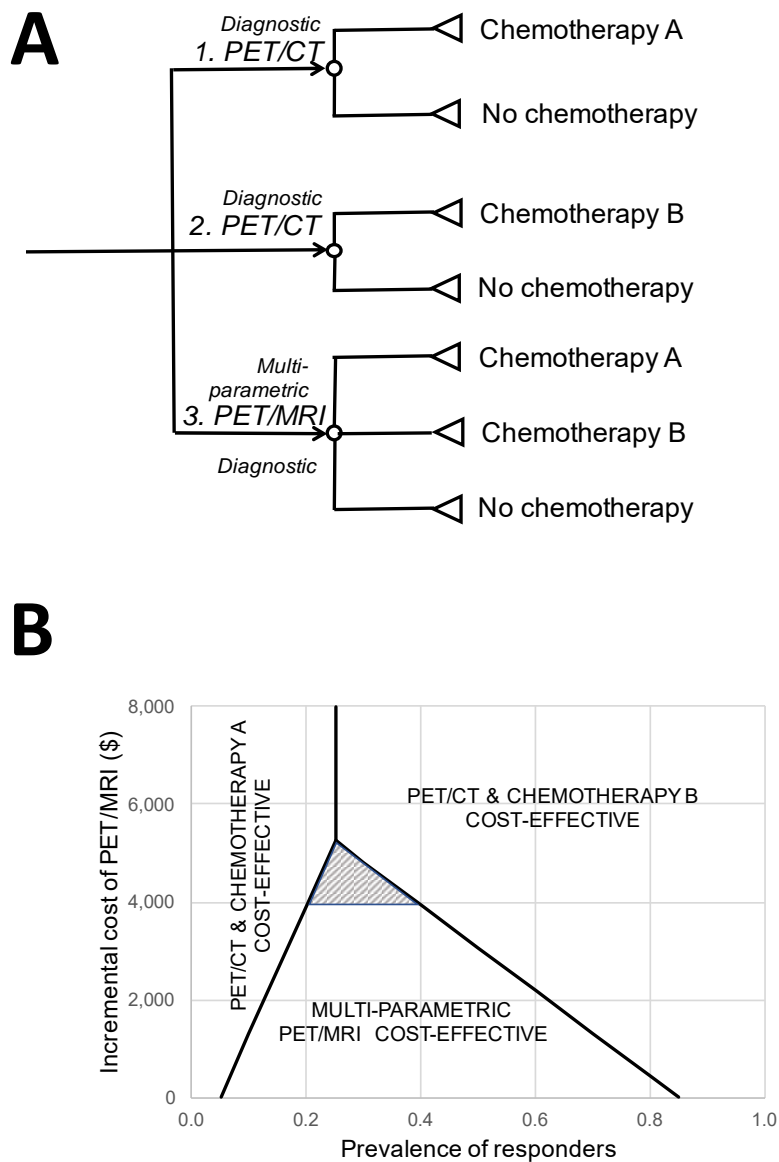 A
Diagnostic
1. PET/CT
Chemotherapy A
No chemotherapy
Diagnostic
2. PET/CT
Chemotherapy B
No chemotherapy
Multi-
parametric
3. PET/MRI
Diagnostic
Chemotherapy A
Chemotherapy B
No chemotherapy
B
Incremental cost of PET/MRI ($)
8,000
6,000
4,000
2,000
0
PET/CT & CHEMOTHERAPY A
COST-EFFECTIVE
PET/CT & CHEMOTHERAPY B
COST-EFFECTIVE
MULTI-PARAMETRIC
PET/MRI COST-EFFECTIVE
0.0 0.2 0.4 0.6 0.8 1.0
Prevalence of responders